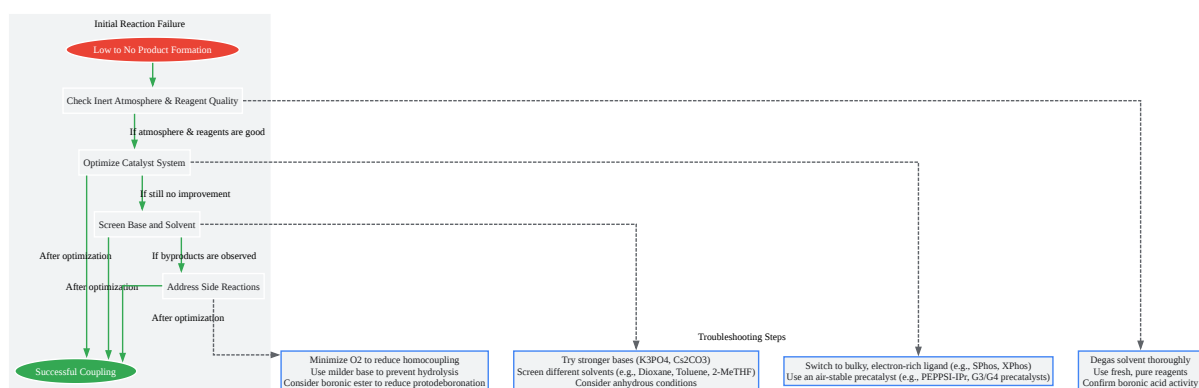 Initial Reaction Failure
Low to No Product Formation
Check Inert Atmosphere & Reagent Quality
If atmosphere & reagents are good
Optimize Catalyst System
If still no improvement
Screen Base and Solvent
After optimization
If byproducts are observed
After optimization
Address Side Reactions
After optimization
Successful Coupling
Troubleshooting Steps
Minimize O2 to reduce homocoupling
Use milder base to prevent hydrolysis
Consider boronic ester to reduce protodeboronation
Try stronger bases (K3PO4, Cs2CO3)
Screen different solvents (e.g., Dioxane, Toluene, 2-MeTHF)
Consider anhydrous conditions
Switch to bulky, electron-rich ligand (e.g., SPhos, XPhos)
Use an air-stable precatalyst (e.g., PEPPSI-IPr, G3/G4 precatalysts)
Degas solvent thoroughly
Use fresh, pure reagents
Confirm boronic acid activity